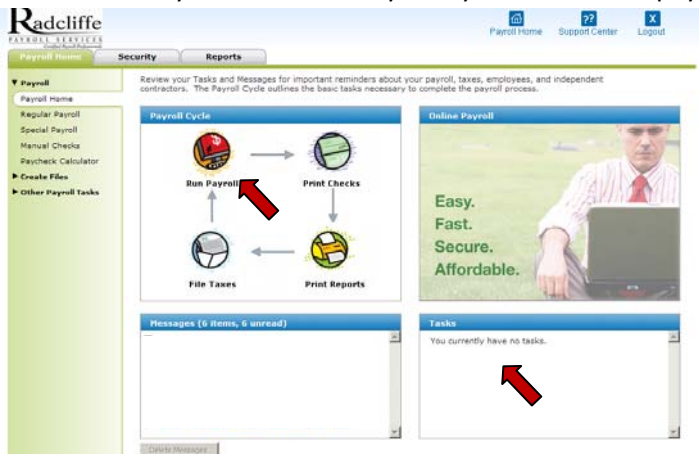 Radcliffe
PAYROLL SERVICES
Payroll Home ?? X
Payroll Home Support Center Logout
Payroll Home Security Reports
Review your Tasks and Messages for important reminders about your payroll, taxes, employees, and independent
contractors. The Payroll Cycle outlines the basic tasks necessary to complete the payroll process.
▼ Payroll
Payroll Home
Regular Payroll
Special Payroll
Manual Checks
Paycheck Calculator
▶ Create Files
▶ Other Payroll Tasks
Payroll Cycle
Run Payroll
Print Checks
File Taxes
Print Reports
Online Payroll
Easy.
Fast.
Secure.
Affordable.
Messages (6 items, 6 unread)
Tasks
You currently have no tasks.
Delete Messages